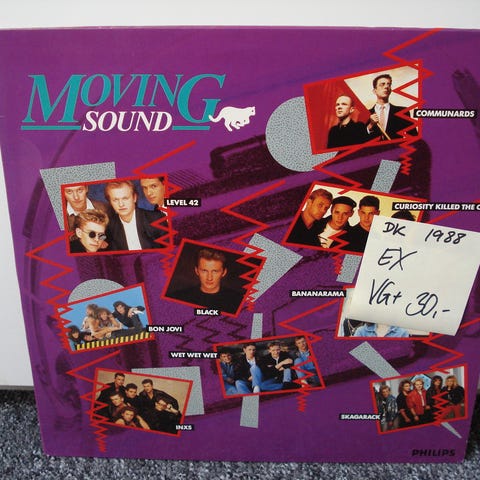 MOVING
SOUND
COMMUNARDS
LEVEL 42
CURIOSITY KILLED THE C
DK 1988
EX
VG+ 30,-
BLACK
BANANARAMA
BON JOVI
WET WET WET
INXS
SKAGARACK
PHILIPS